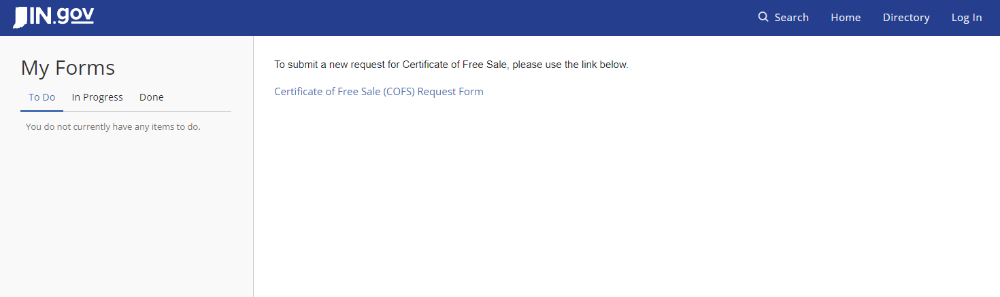 IN.gov
Search
Home
Directory
Log In
My Forms
To Do
In Progress
Done
You do not currently have any items to do.
To submit a new request for Certificate of Free Sale, please use the link below.
Certificate of Free Sale (COFS) Request Form